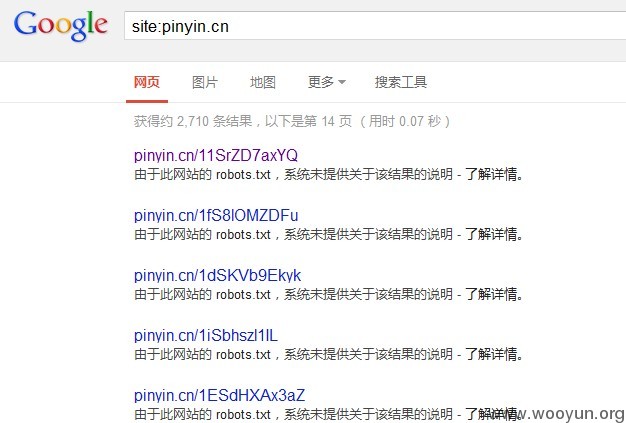 Google
site:pinyin.cn
网页 图片 地图 更多 搜索工具
获得约 2,710 条结果，以下是第 14 页 （用时 0.07 秒）
pinyin.cn/11SrZD7axYQ
由于此网站的 robots.txt，系统未提供关于该结果的说明 - 了解详情。
pinyin.cn/1fS8lOMZDFu
由于此网站的 robots.txt，系统未提供关于该结果的说明 - 了解详情。
pinyin.cn/1dSKVb9Ekyk
由于此网站的 robots.txt，系统未提供关于该结果的说明 - 了解详情。
pinyin.cn/1iSbhszl1IL
由于此网站的 robots.txt，系统未提供关于该结果的说明 - 了解详情。
pinyin.cn/1ESdHXAx3aZ
由于此网站的 robots.txt，系统未提供关于该结果的说明 - 了解详情。
www.wooyun.org